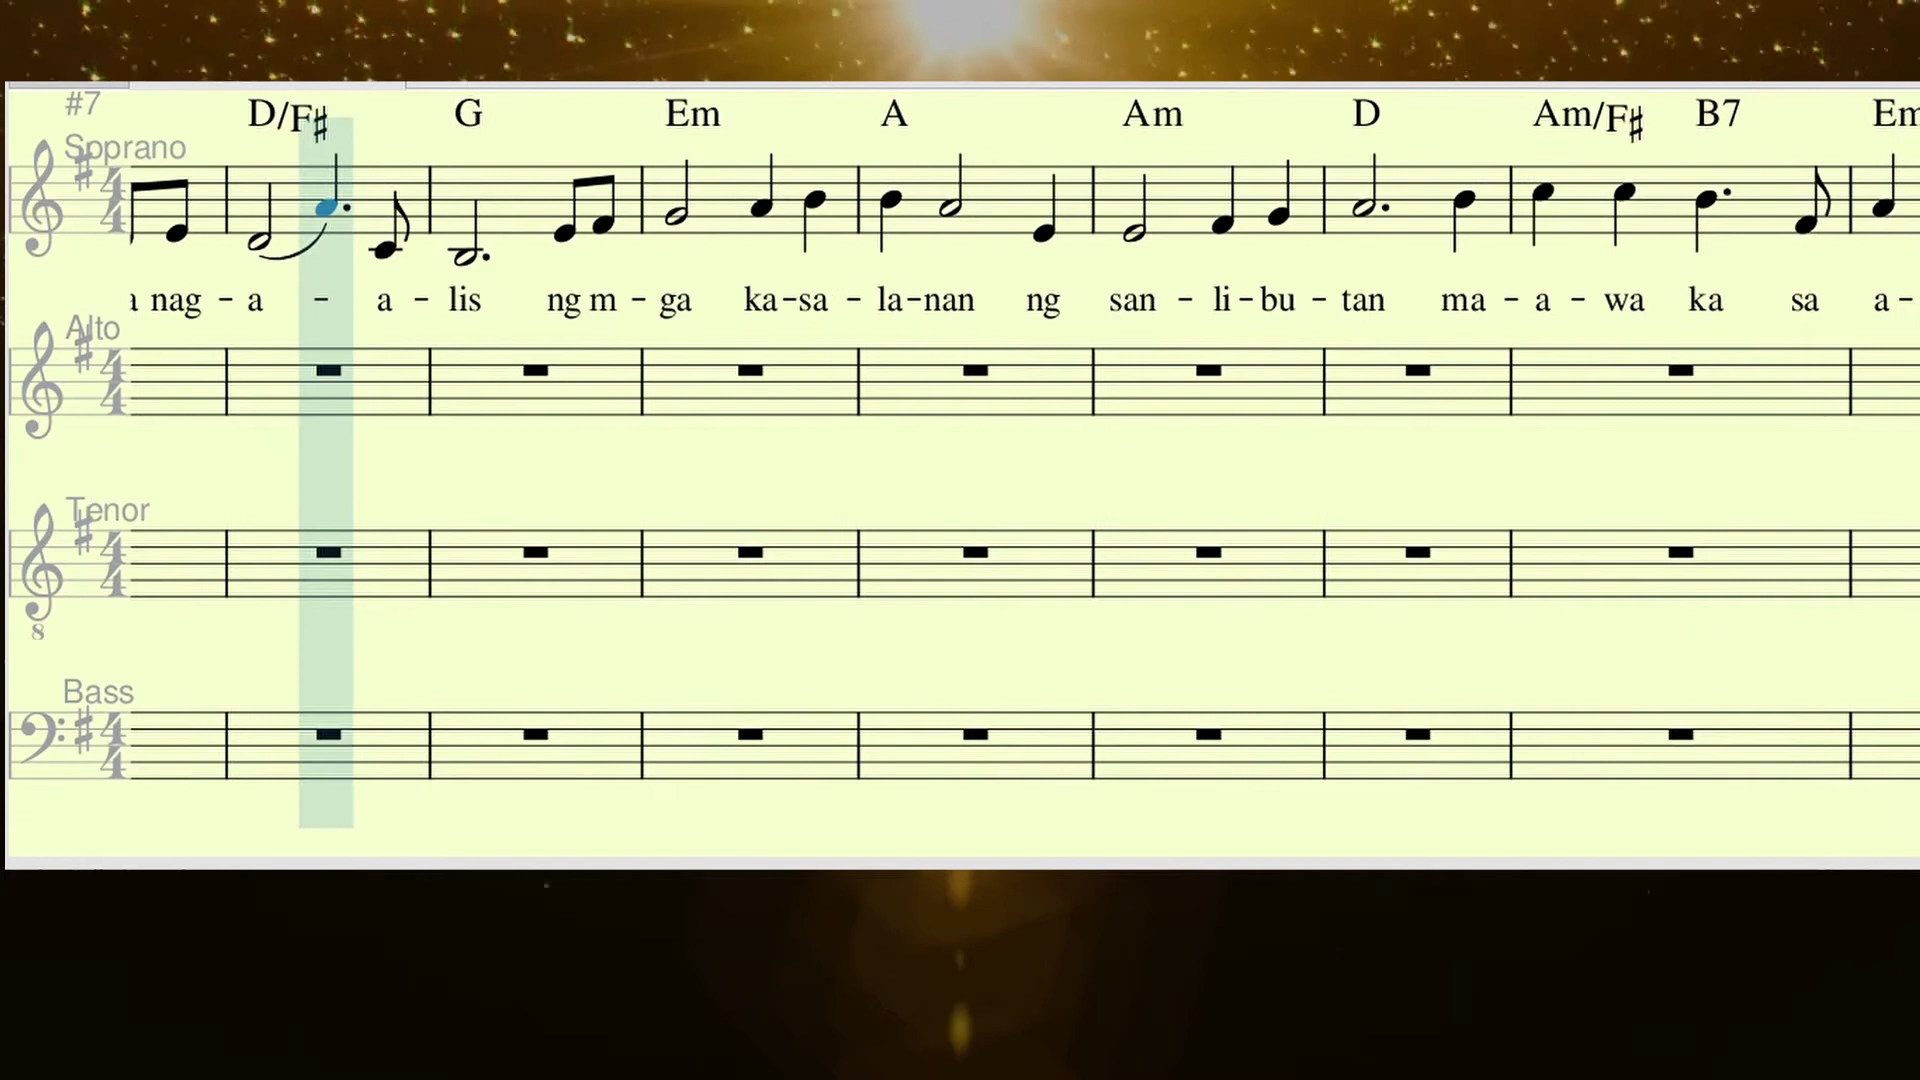 #7 D/F♯ G Em A Am D Am/F♯ B7 Em
Soprano
nag - a - a - lis ng m - ga ka - sa - la - nan ng san - li - bu - tan ma - a - wa ka sa a -
Alto
Tenor
8
Bass